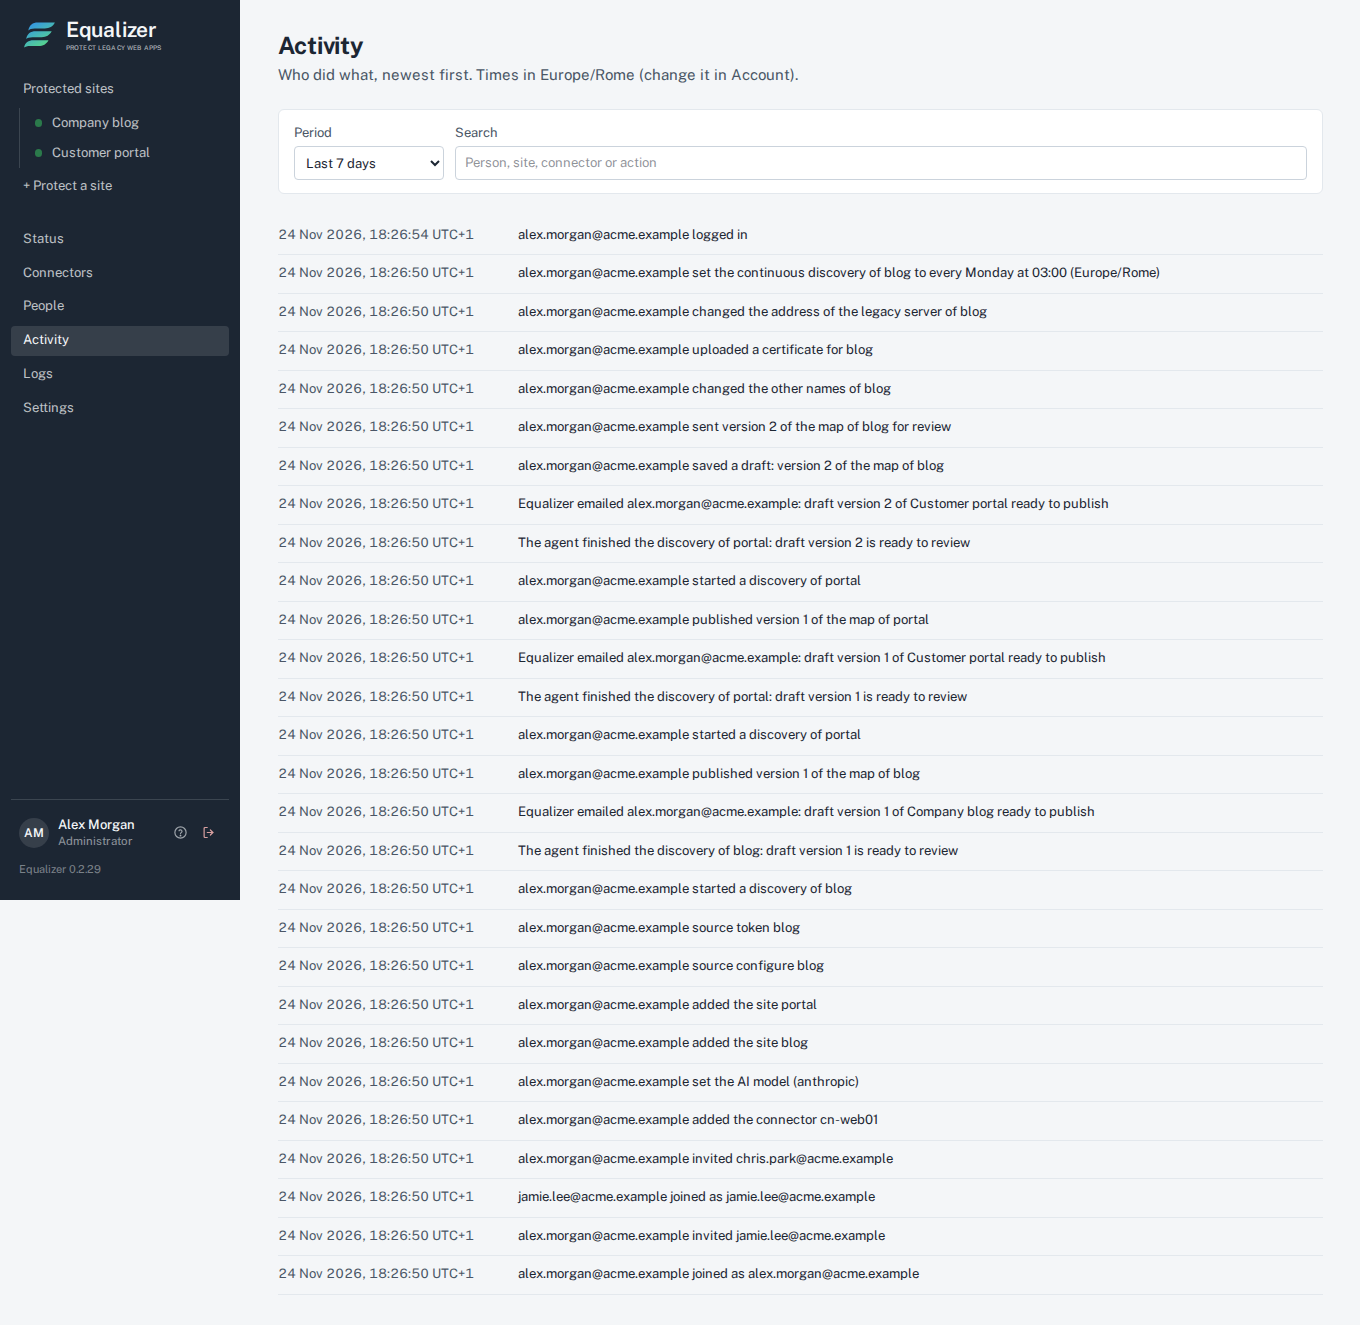 Equalizer
PROTECT LEGACY WEB APPS
Protected sites
Company blog
Customer portal
+ Protect a site
Status
Connectors
People
Activity
Logs
Settings
AM
Alex Morgan
Administrator
Equalizer 0.2.29
Activity
Who did what, newest first. Times in Europe/Rome (change it in Account).
Period
Search
Last 7 days
Person, site, connector or action
24 Nov 2026, 18:26:54 UTC+1 alex.morgan@acme.example logged in
24 Nov 2026, 18:26:50 UTC+1 alex.morgan@acme.example set the continuous discovery of blog to every Monday at 03:00 (Europe/Rome)
24 Nov 2026, 18:26:50 UTC+1 alex.morgan@acme.example changed the address of the legacy server of blog
24 Nov 2026, 18:26:50 UTC+1 alex.morgan@acme.example uploaded a certificate for blog
24 Nov 2026, 18:26:50 UTC+1 alex.morgan@acme.example changed the other names of blog
24 Nov 2026, 18:26:50 UTC+1 alex.morgan@acme.example sent version 2 of the map of blog for review
24 Nov 2026, 18:26:50 UTC+1 alex.morgan@acme.example saved a draft: version 2 of the map of blog
24 Nov 2026, 18:26:50 UTC+1 Equalizer emailed alex.morgan@acme.example: draft version 2 of Customer portal ready to publish
24 Nov 2026, 18:26:50 UTC+1 The agent finished the discovery of portal: draft version 2 is ready to review
24 Nov 2026, 18:26:50 UTC+1 alex.morgan@acme.example started a discovery of portal
24 Nov 2026, 18:26:50 UTC+1 alex.morgan@acme.example published version 1 of the map of portal
24 Nov 2026, 18:26:50 UTC+1 Equalizer emailed alex.morgan@acme.example: draft version 1 of Customer portal ready to publish
24 Nov 2026, 18:26:50 UTC+1 The agent finished the discovery of portal: draft version 1 is ready to review
24 Nov 2026, 18:26:50 UTC+1 alex.morgan@acme.example started a discovery of portal
24 Nov 2026, 18:26:50 UTC+1 alex.morgan@acme.example published version 1 of the map of blog
24 Nov 2026, 18:26:50 UTC+1 Equalizer emailed alex.morgan@acme.example: draft version 1 of Company blog ready to publish
24 Nov 2026, 18:26:50 UTC+1 The agent finished the discovery of blog: draft version 1 is ready to review
24 Nov 2026, 18:26:50 UTC+1 alex.morgan@acme.example started a discovery of blog
24 Nov 2026, 18:26:50 UTC+1 alex.morgan@acme.example source token blog
24 Nov 2026, 18:26:50 UTC+1 alex.morgan@acme.example source configure blog
24 Nov 2026, 18:26:50 UTC+1 alex.morgan@acme.example added the site portal
24 Nov 2026, 18:26:50 UTC+1 alex.morgan@acme.example added the site blog
24 Nov 2026, 18:26:50 UTC+1 alex.morgan@acme.example set the AI model (anthropic)
24 Nov 2026, 18:26:50 UTC+1 alex.morgan@acme.example added the connector cn-web01
24 Nov 2026, 18:26:50 UTC+1 alex.morgan@acme.example invited chris.park@acme.example
24 Nov 2026, 18:26:50 UTC+1 jamie.lee@acme.example joined as jamie.lee@acme.example
24 Nov 2026, 18:26:50 UTC+1 alex.morgan@acme.example invited jamie.lee@acme.example
24 Nov 2026, 18:26:50 UTC+1 alex.morgan@acme.example joined as alex.morgan@acme.example